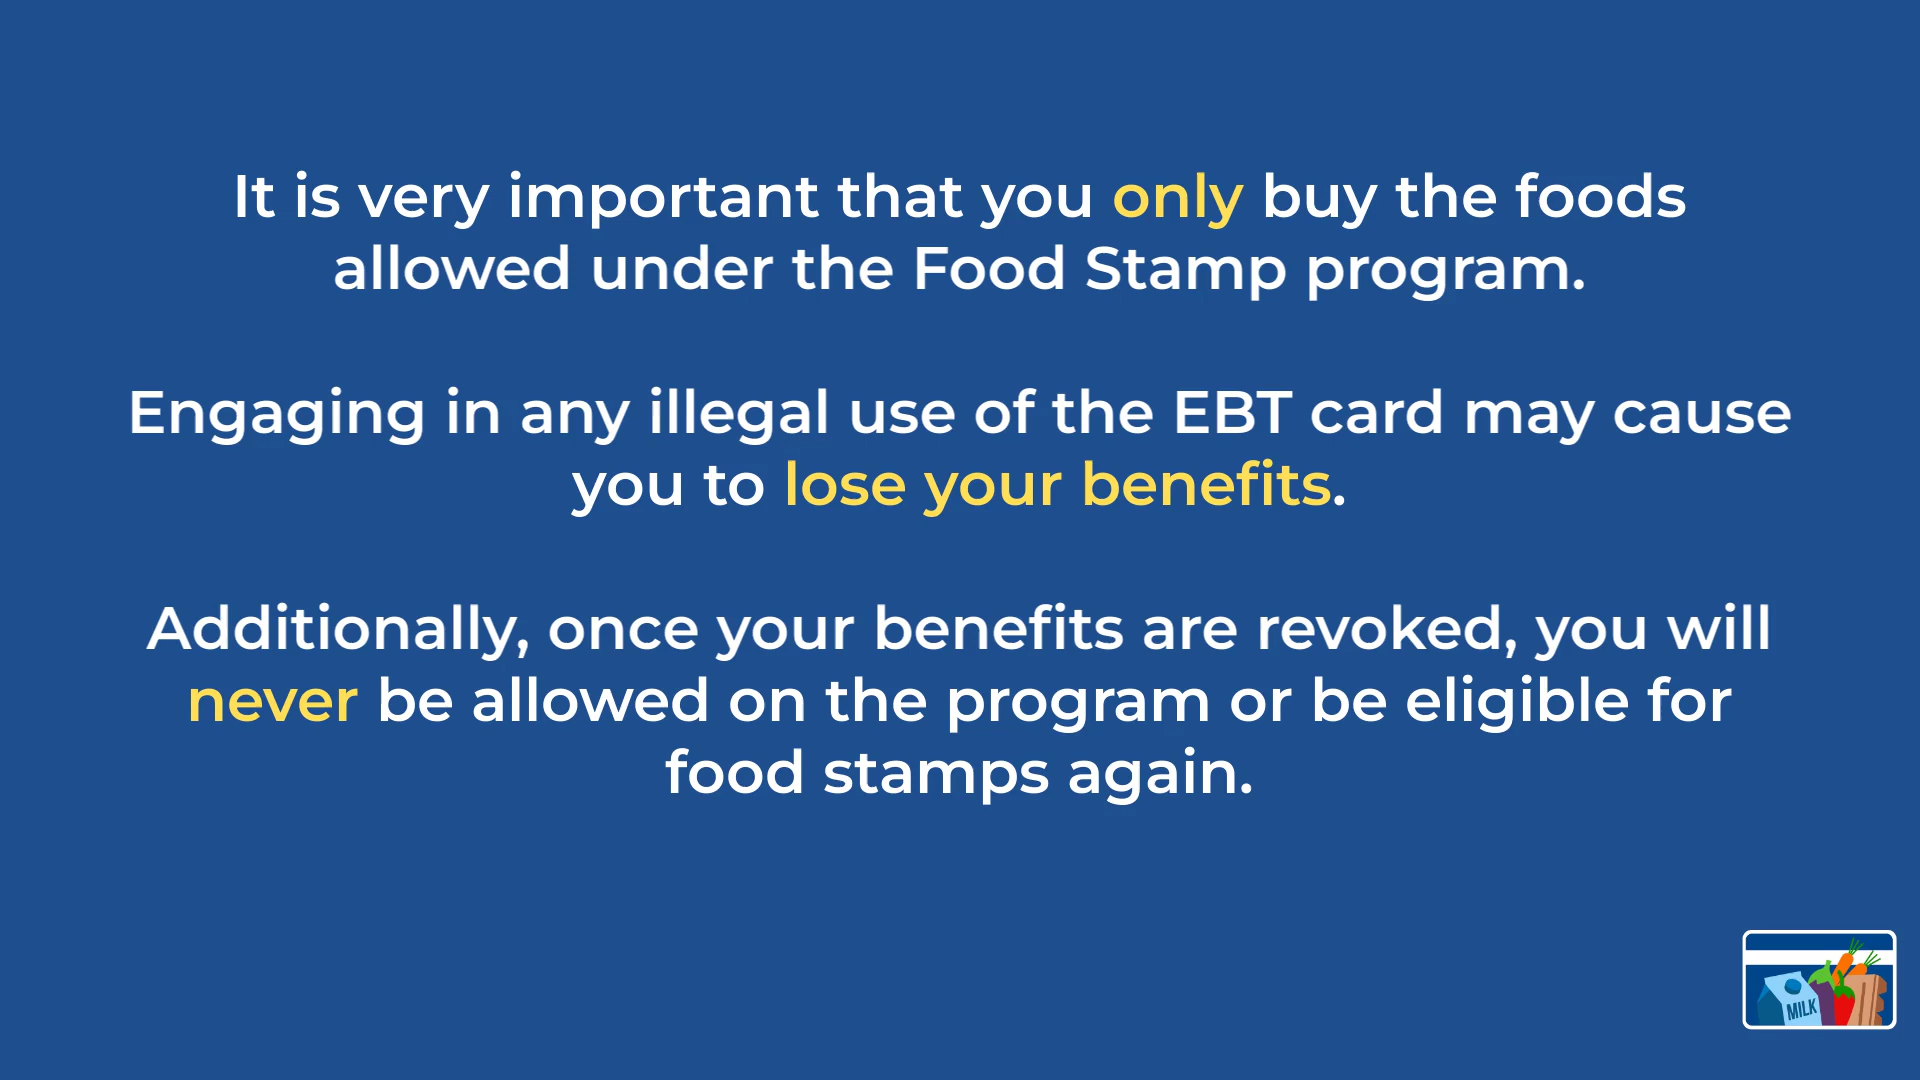 It is very important that you only buy the foods
allowed under the Food Stamp program.
Engaging in any illegal use of the EBT card may cause
you to lose your benefits.
Additionally, once your benefits are revoked, you will
never be allowed on the program or be eligible for
food stamps again.
MILK